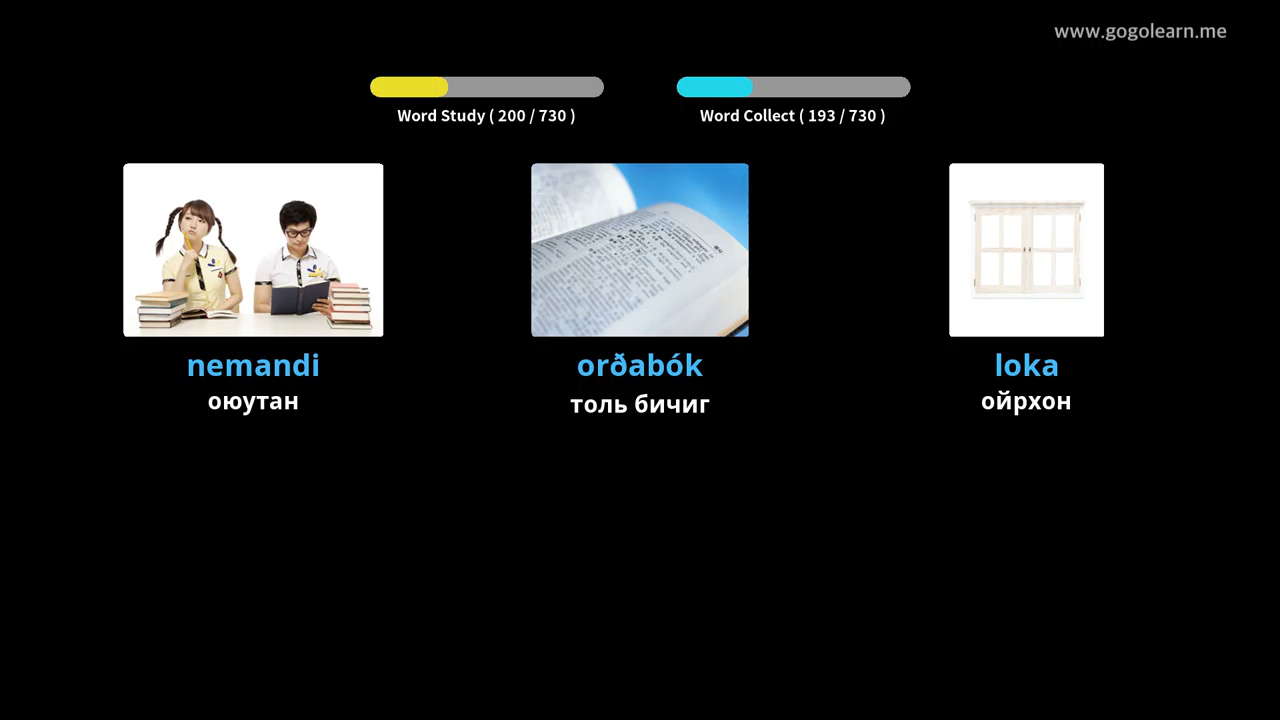 www.gogolearn.me
Word Study ( 200 / 730 )
Word Collect ( 193 / 730 )
nemandi
оюутан
orðabók
толь бичиг
loka
ойрхон